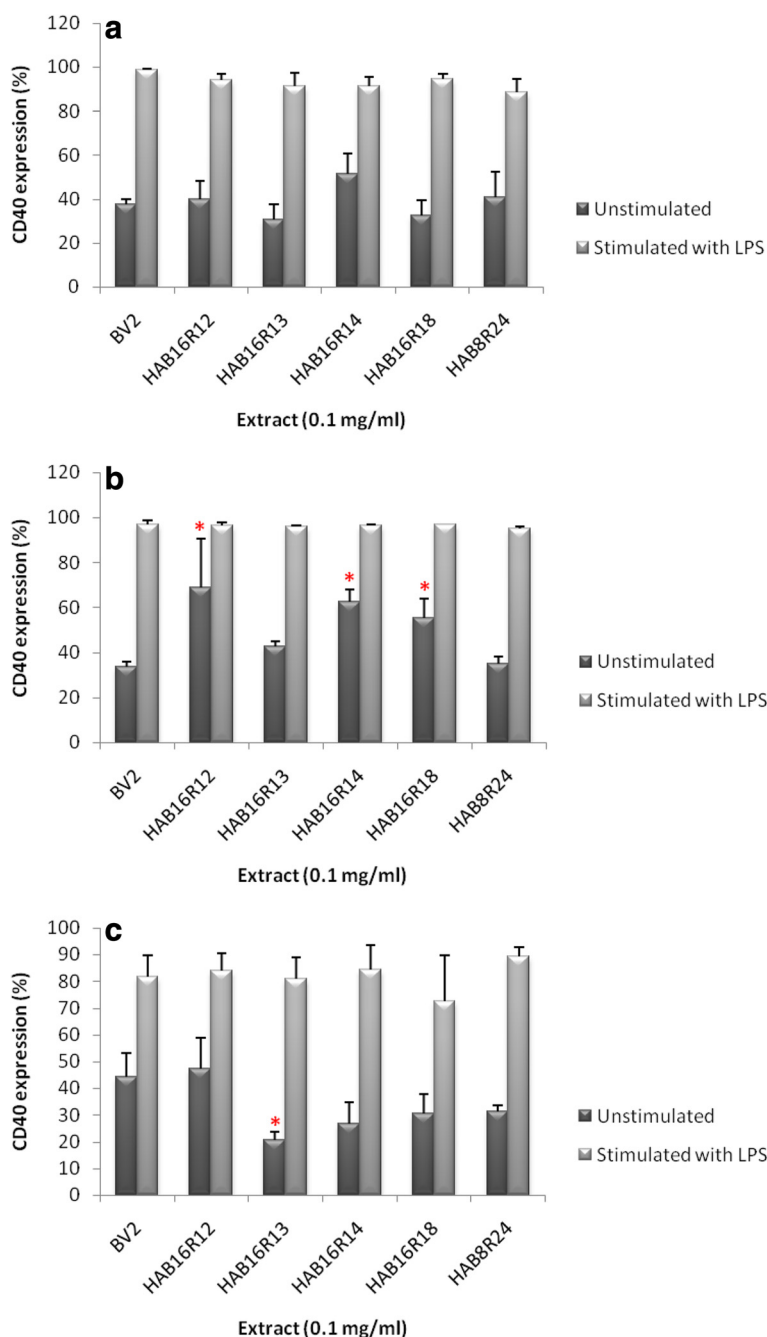 a
CD40 expression (%)
120
100
80
60
40
20
0
BV2
HAB16R12
HAB16R13
HAB16R14
HAB16R18
HAB8R24
Extract (0.1 mg/ml)
Unstimulated
Stimulated with LPS
b
CD40 expression (%)
120
100
80
60
40
20
0
*
*
*
BV2
HAB16R12
HAB16R13
HAB16R14
HAB16R18
HAB8R24
Extract (0.1 mg/ml)
Unstimulated
Stimulated with LPS
c
CD40 expression (%)
100
90
80
70
60
50
40
30
20
10
0
*
BV2
HAB16R12
HAB16R13
HAB16R14
HAB16R18
HAB8R24
Extract (0.1 mg/ml)
Unstimulated
Stimulated with LPS